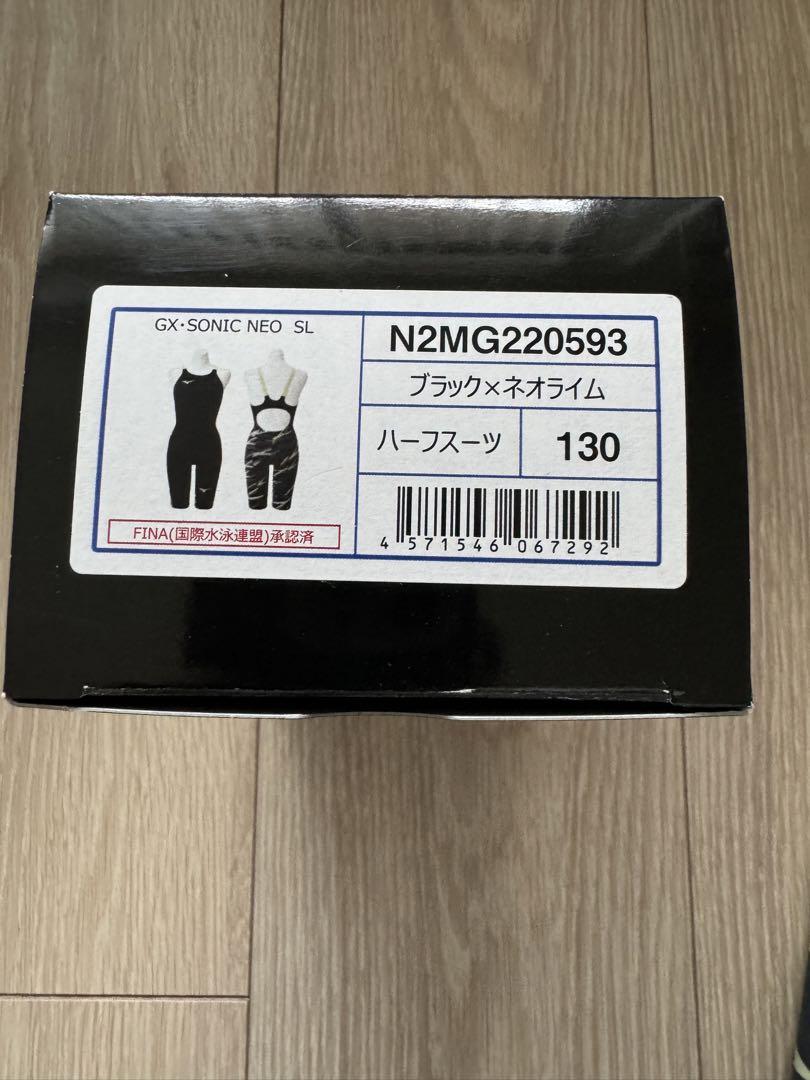 GX・SONIC NEO SL
FINA(国際水泳連盟)承認済
N2MG220593
ブラック×ネオライム
ハーフスーツ
130
4 571546 067292